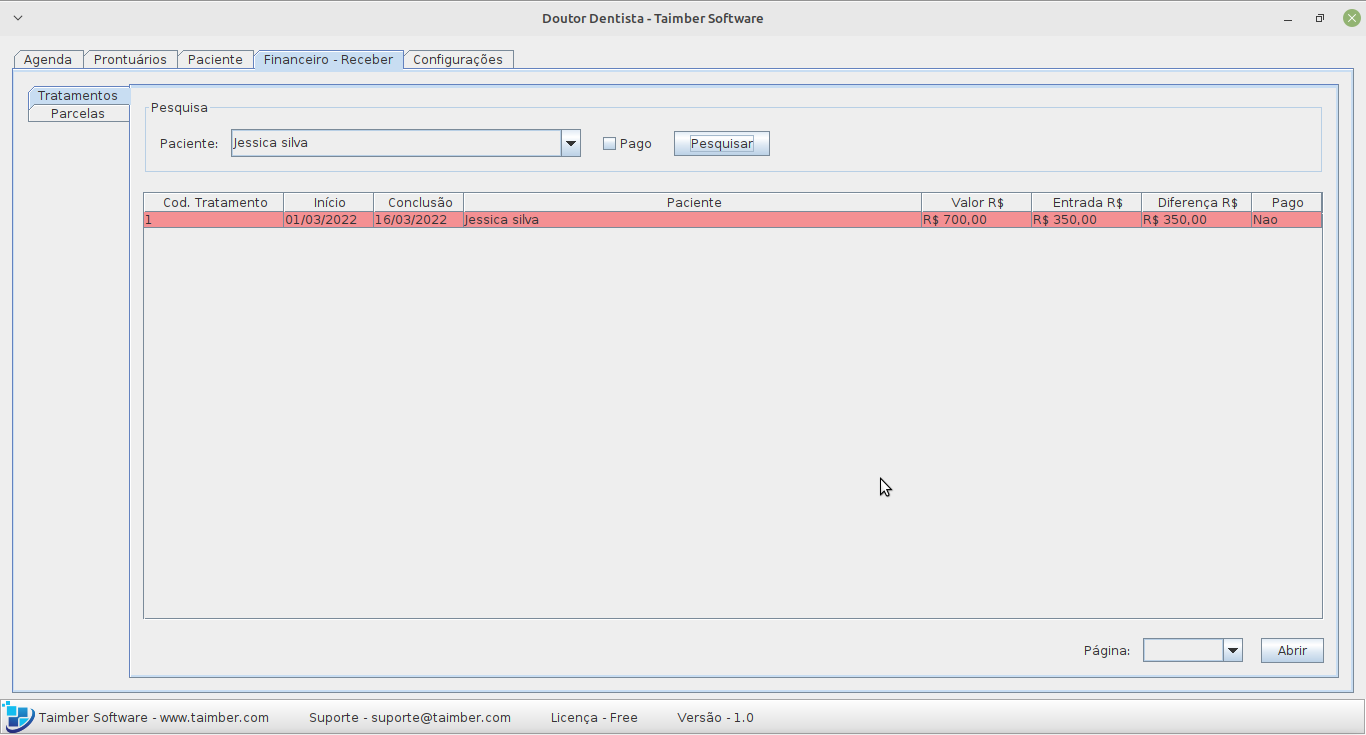 Doutor Dentista - Taimber Software
Agenda Prontuários Paciente Financeiro - Receber Configurações
Tratamentos
Parcelas
Pesquisa
Paciente: Jessica silva Pago Pesquisar
Cod. Tratamento Início Conclusão Paciente Valor R$ Entrada R$ Diferença R$ Pago
1 01/03/2022 16/03/2022 Jessica silva R$ 700,00 R$ 350,00 R$ 350,00 Nao
Página: Abrir
Taimber Software - www.taimber.com Suporte - suporte@taimber.com Licença - Free Versão - 1.0